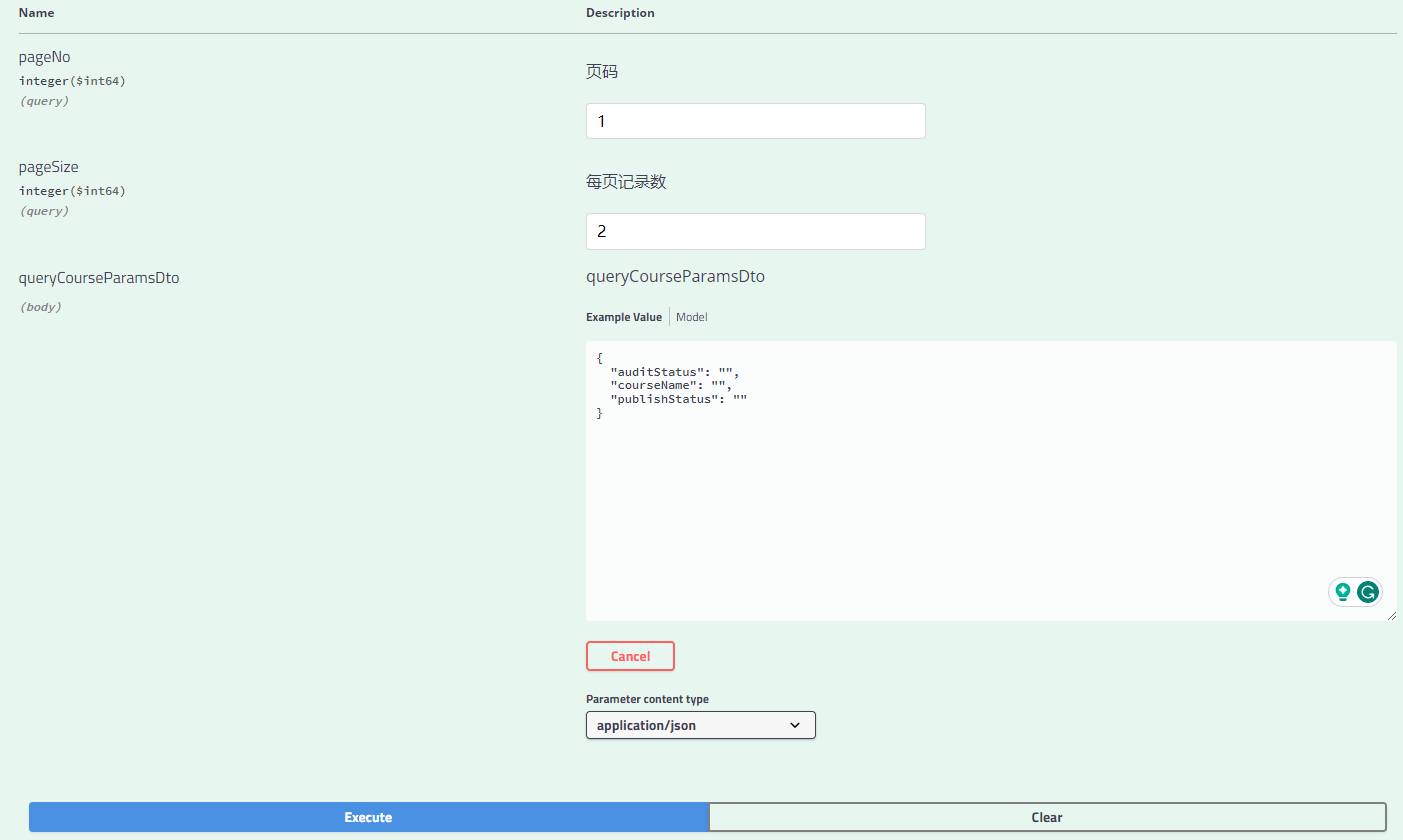 Name Description
pageNo
integer($int64)
(query)
页码
1
pageSize
integer($int64)
(query)
每页记录数
2
queryCourseParamsDto
(body)
queryCourseParamsDto
Example Value Model
{
  "auditStatus": "",
  "courseName": "",
  "publishStatus": ""
}
Cancel
Parameter content type
application/json
Execute Clear